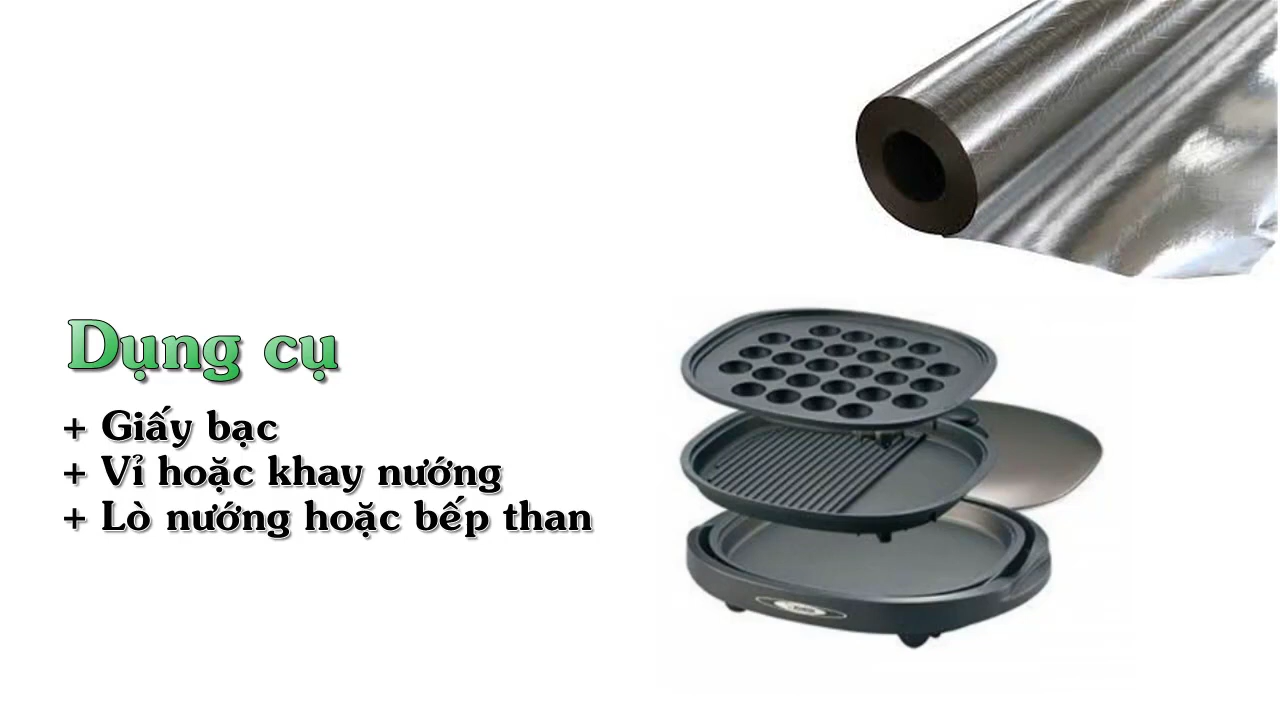 Dụng cụ
+ Giấy bạc
+ Vỉ hoặc khay nướng
+ Lò nướng hoặc bếp than